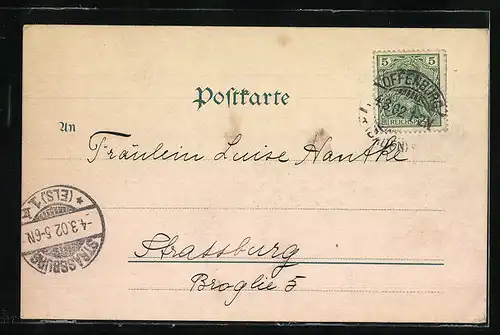 5 5
OFFENBURG
REICHSPOST
Postkarte
An
Fräulein Luise Hantke
(ELS.) 1
-4.3.02.5-6N.
STRASSBURG
Strassburg
Broglie 5